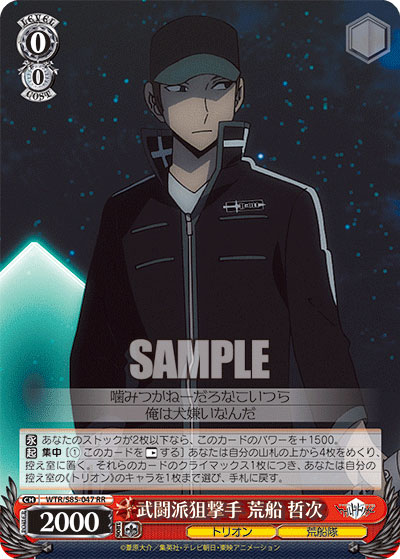 LEVEL
0
0
COST
SAMPLE
噛みつかねーだろなこいつら
俺は犬嫌いなんだ
永 あなたのストックが2枚以下なら、このカードのパワーを+1500。
起 集中 [① このカードを する] あなたは自分の山札の上から4枚をめくり、
控え室に置く。それらのカードのクライマックス1枚につき、あなたは自分の控え
室の《トリオン》のキャラを1枚まで選び、手札に戻す。
CH WTR/S85-047 RR
武闘派狙撃手 荒船 哲次
POWER
2000
トリオン
荒船隊
©葦原大介／集英社・テレビ朝日・東映アニメーション